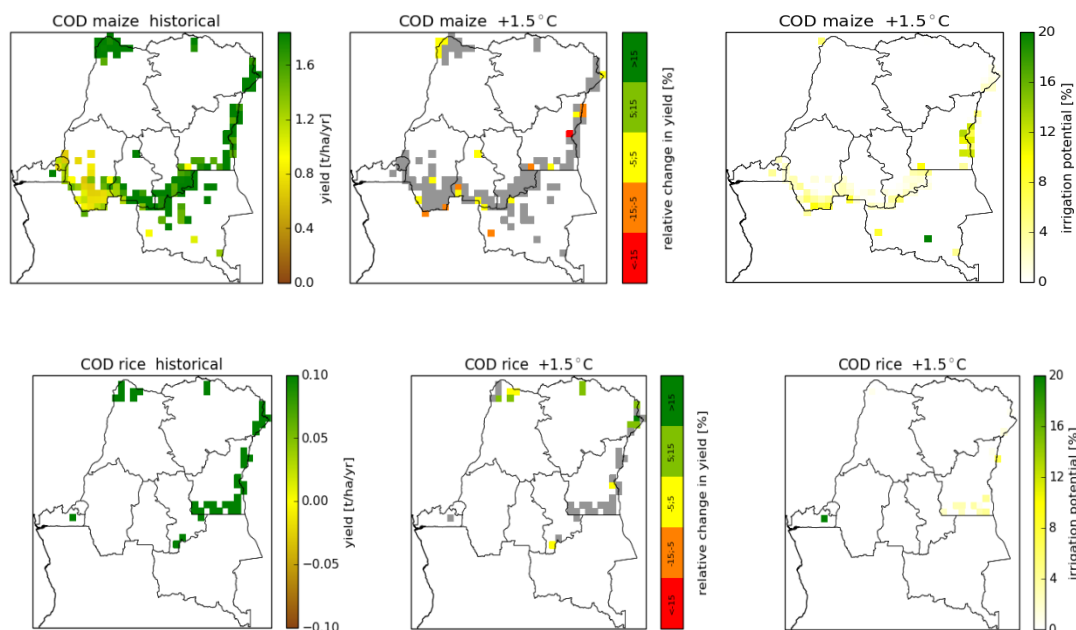 COD maize historical
1.6
1.2
0.8
0.4
0.0
yield [t/ha/yr]
COD maize +1.5°C
>15
5;15
-5;5
-15;-5
<-15
relative change in yield [%]
COD maize +1.5°C
20
16
12
8
4
0
irrigation potential [%]
COD rice historical
0.10
0.05
0.00
−0.05
−0.10
yield [t/ha/yr]
COD rice +1.5°C
>15
5;15
-5;5
-15;-5
<-15
relative change in yield [%]
COD rice +1.5°C
20
16
12
8
4
0
irrigation potential [%]